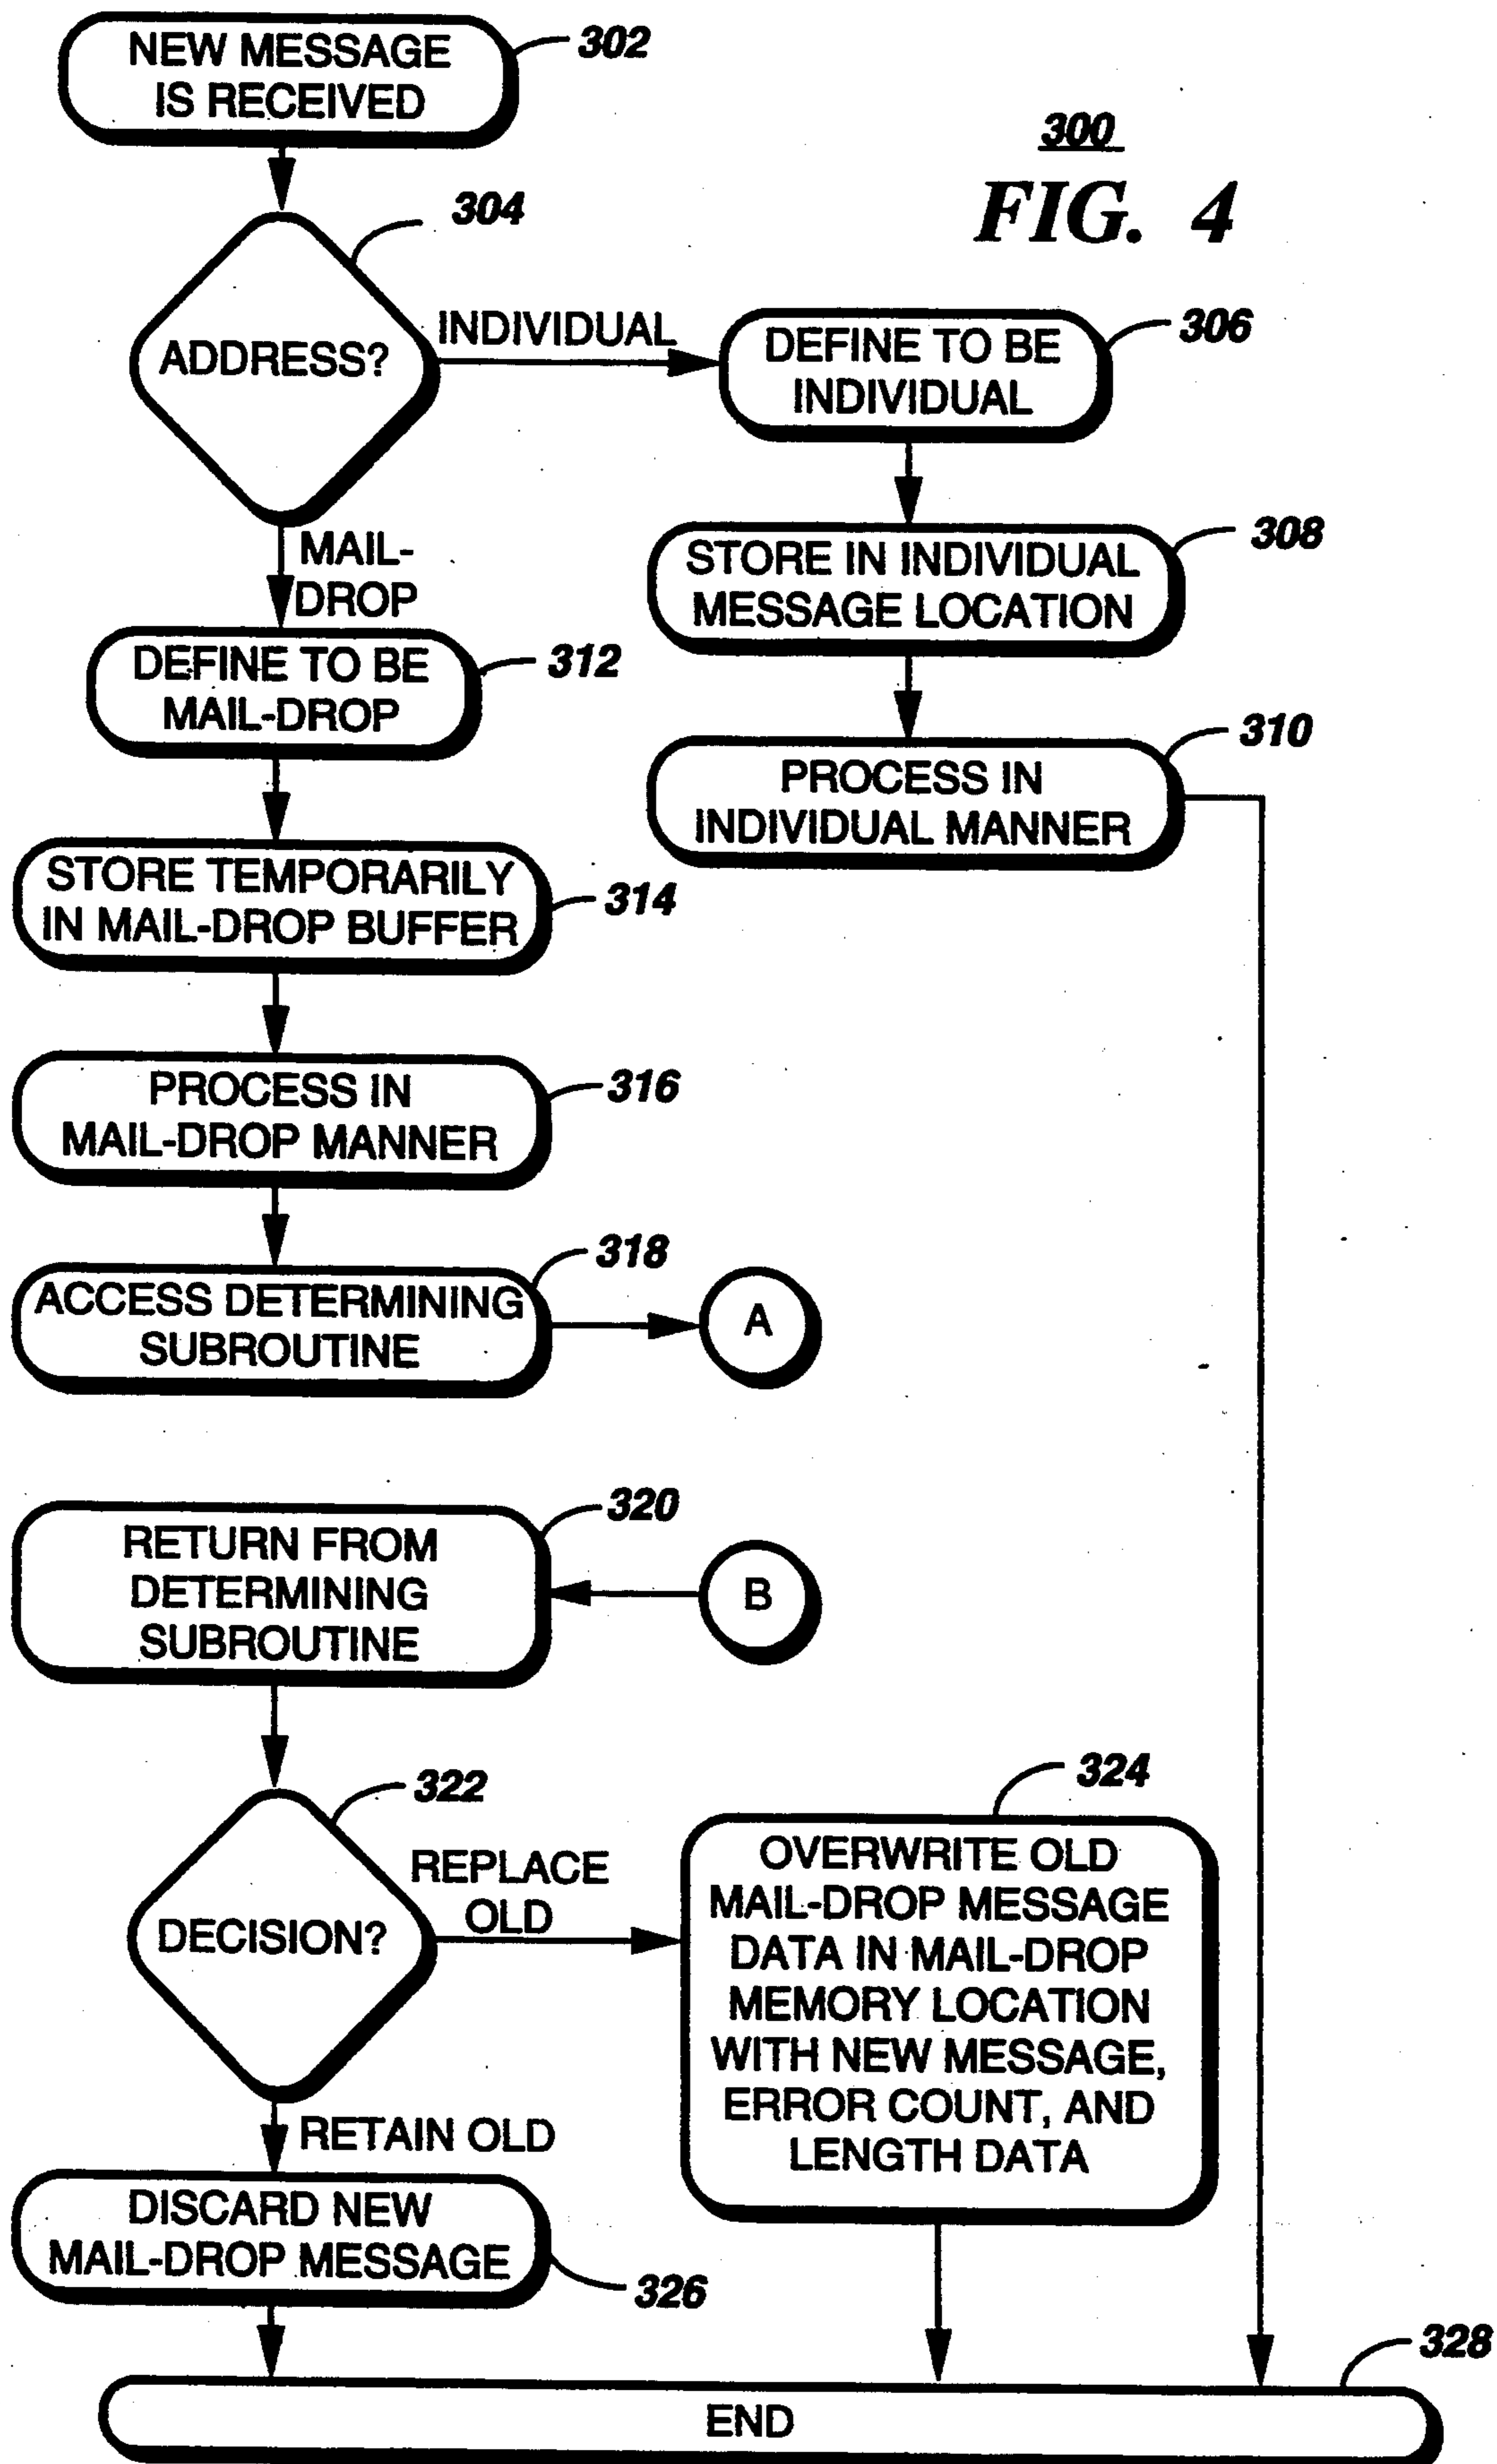 NEW MESSAGE
IS RECEIVED
302
300
FIG. 4
304
ADDRESS?
INDIVIDUAL
DEFINE TO BE
INDIVIDUAL
306
MAIL-
DROP
STORE IN INDIVIDUAL
MESSAGE LOCATION
308
DEFINE TO BE
MAIL-DROP
312
PROCESS IN
INDIVIDUAL MANNER
310
STORE TEMPORARILY
IN MAIL-DROP BUFFER
314
PROCESS IN
MAIL-DROP MANNER
316
ACCESS DETERMINING
SUBROUTINE
318
A
RETURN FROM
DETERMINING
SUBROUTINE
320
B
322
DECISION?
REPLACE
OLD
324
OVERWRITE OLD
MAIL-DROP MESSAGE
DATA IN MAIL-DROP
MEMORY LOCATION
WITH NEW MESSAGE,
ERROR COUNT, AND
LENGTH DATA
RETAIN OLD
DISCARD NEW
MAIL-DROP MESSAGE
326
328
END